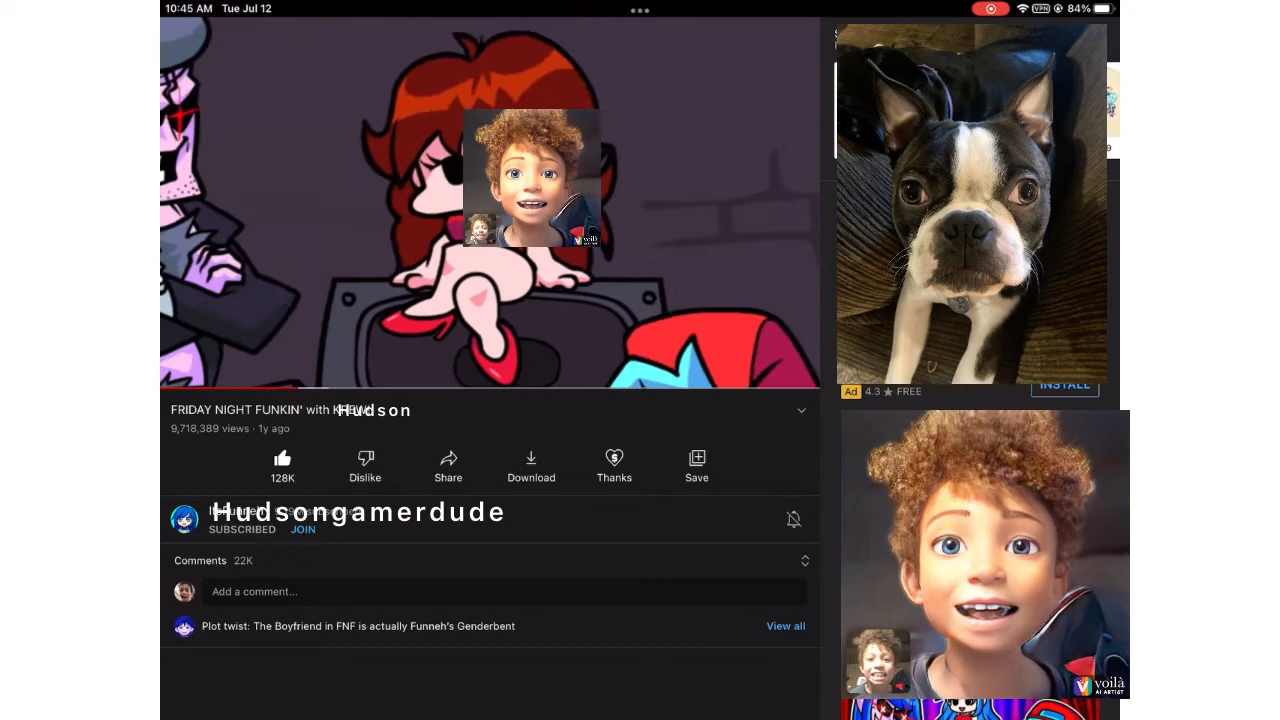 10:45 AM Tue Jul 12
VPN 84%
FRIDAY NIGHT FUNKIN' with
Hudson
9,718,389 views · 1y ago
128K
Dislike
Share
Download
Thanks
Save
Hudsongamerdude
SUBSCRIBED JOIN
Comments 22K
Add a comment...
Plot twist: The Boyfriend in FNF is actually Funneh's Genderbent
View all
voilà
Ad 4.3 ★ FREE
INSTALL
voilà
AI ARTIST